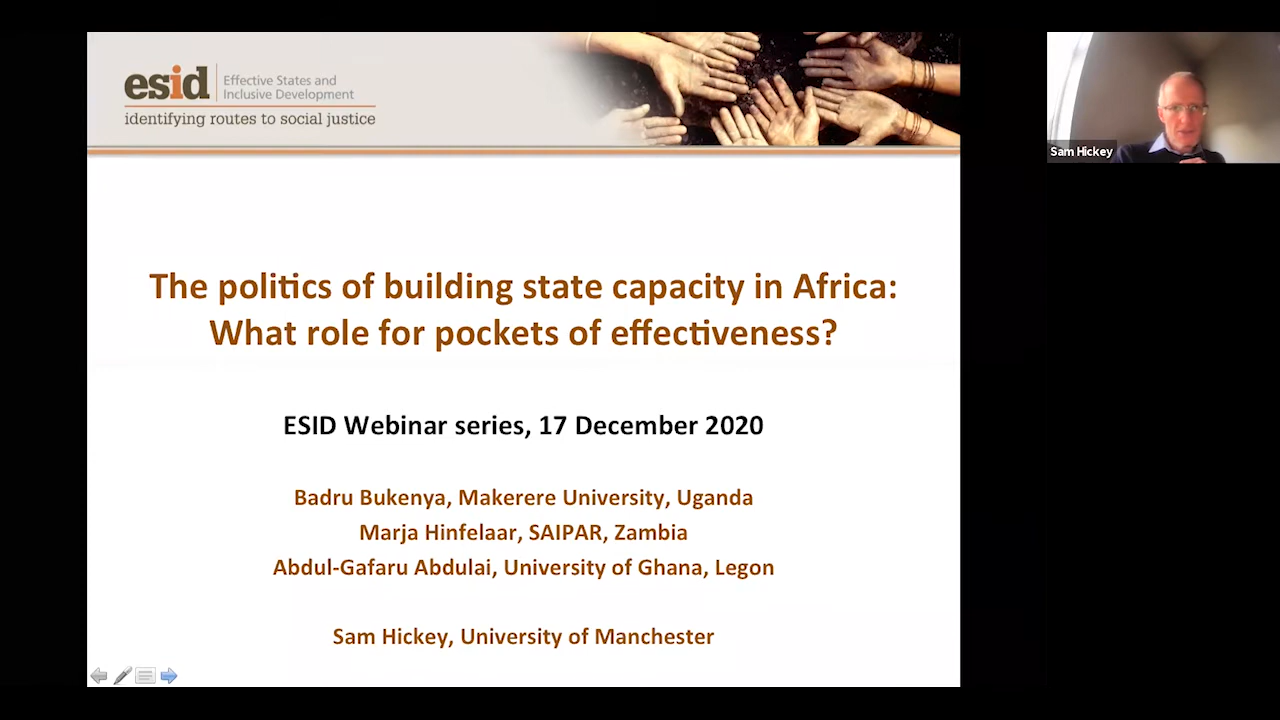 esid
Effective States and
Inclusive Development
identifying routes to social justice
Sam Hickey
The politics of building state capacity in Africa:
What role for pockets of effectiveness?
ESID Webinar series, 17 December 2020
Badru Bukenya, Makerere University, Uganda
Marja Hinfelaar, SAIPAR, Zambia
Abdul-Gafaru Abdulai, University of Ghana, Legon
Sam Hickey, University of Manchester